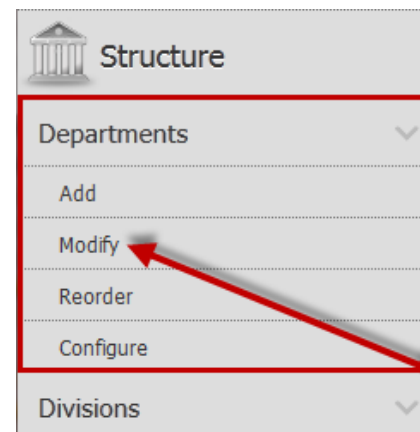 Structure
Departments
Add
Modify
Reorder
Configure
Divisions